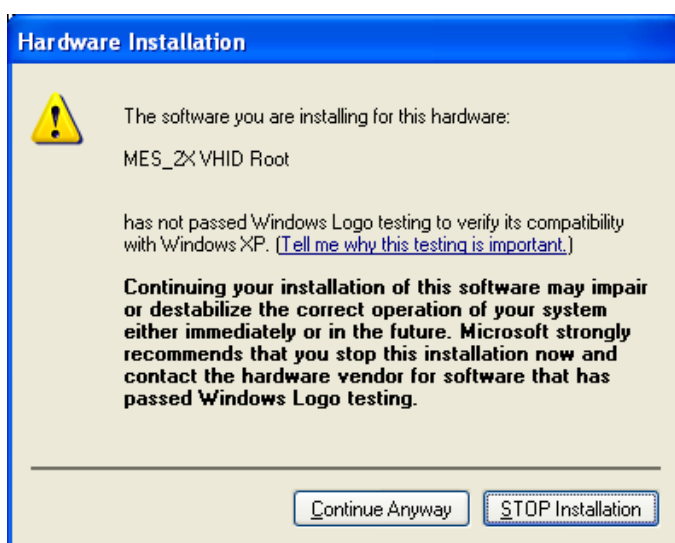 Hardware Installation
The software you are installing for this hardware:
MES_2X VHID Root
has not passed Windows Logo testing to verify its compatibility
with Windows XP. (Tell me why this testing is important.)
Continuing your installation of this software may impair
or destabilize the correct operation of your system
either immediately or in the future. Microsoft strongly
recommends that you stop this installation now and
contact the hardware vendor for software that has
passed Windows Logo testing.
Continue Anyway STOP Installation